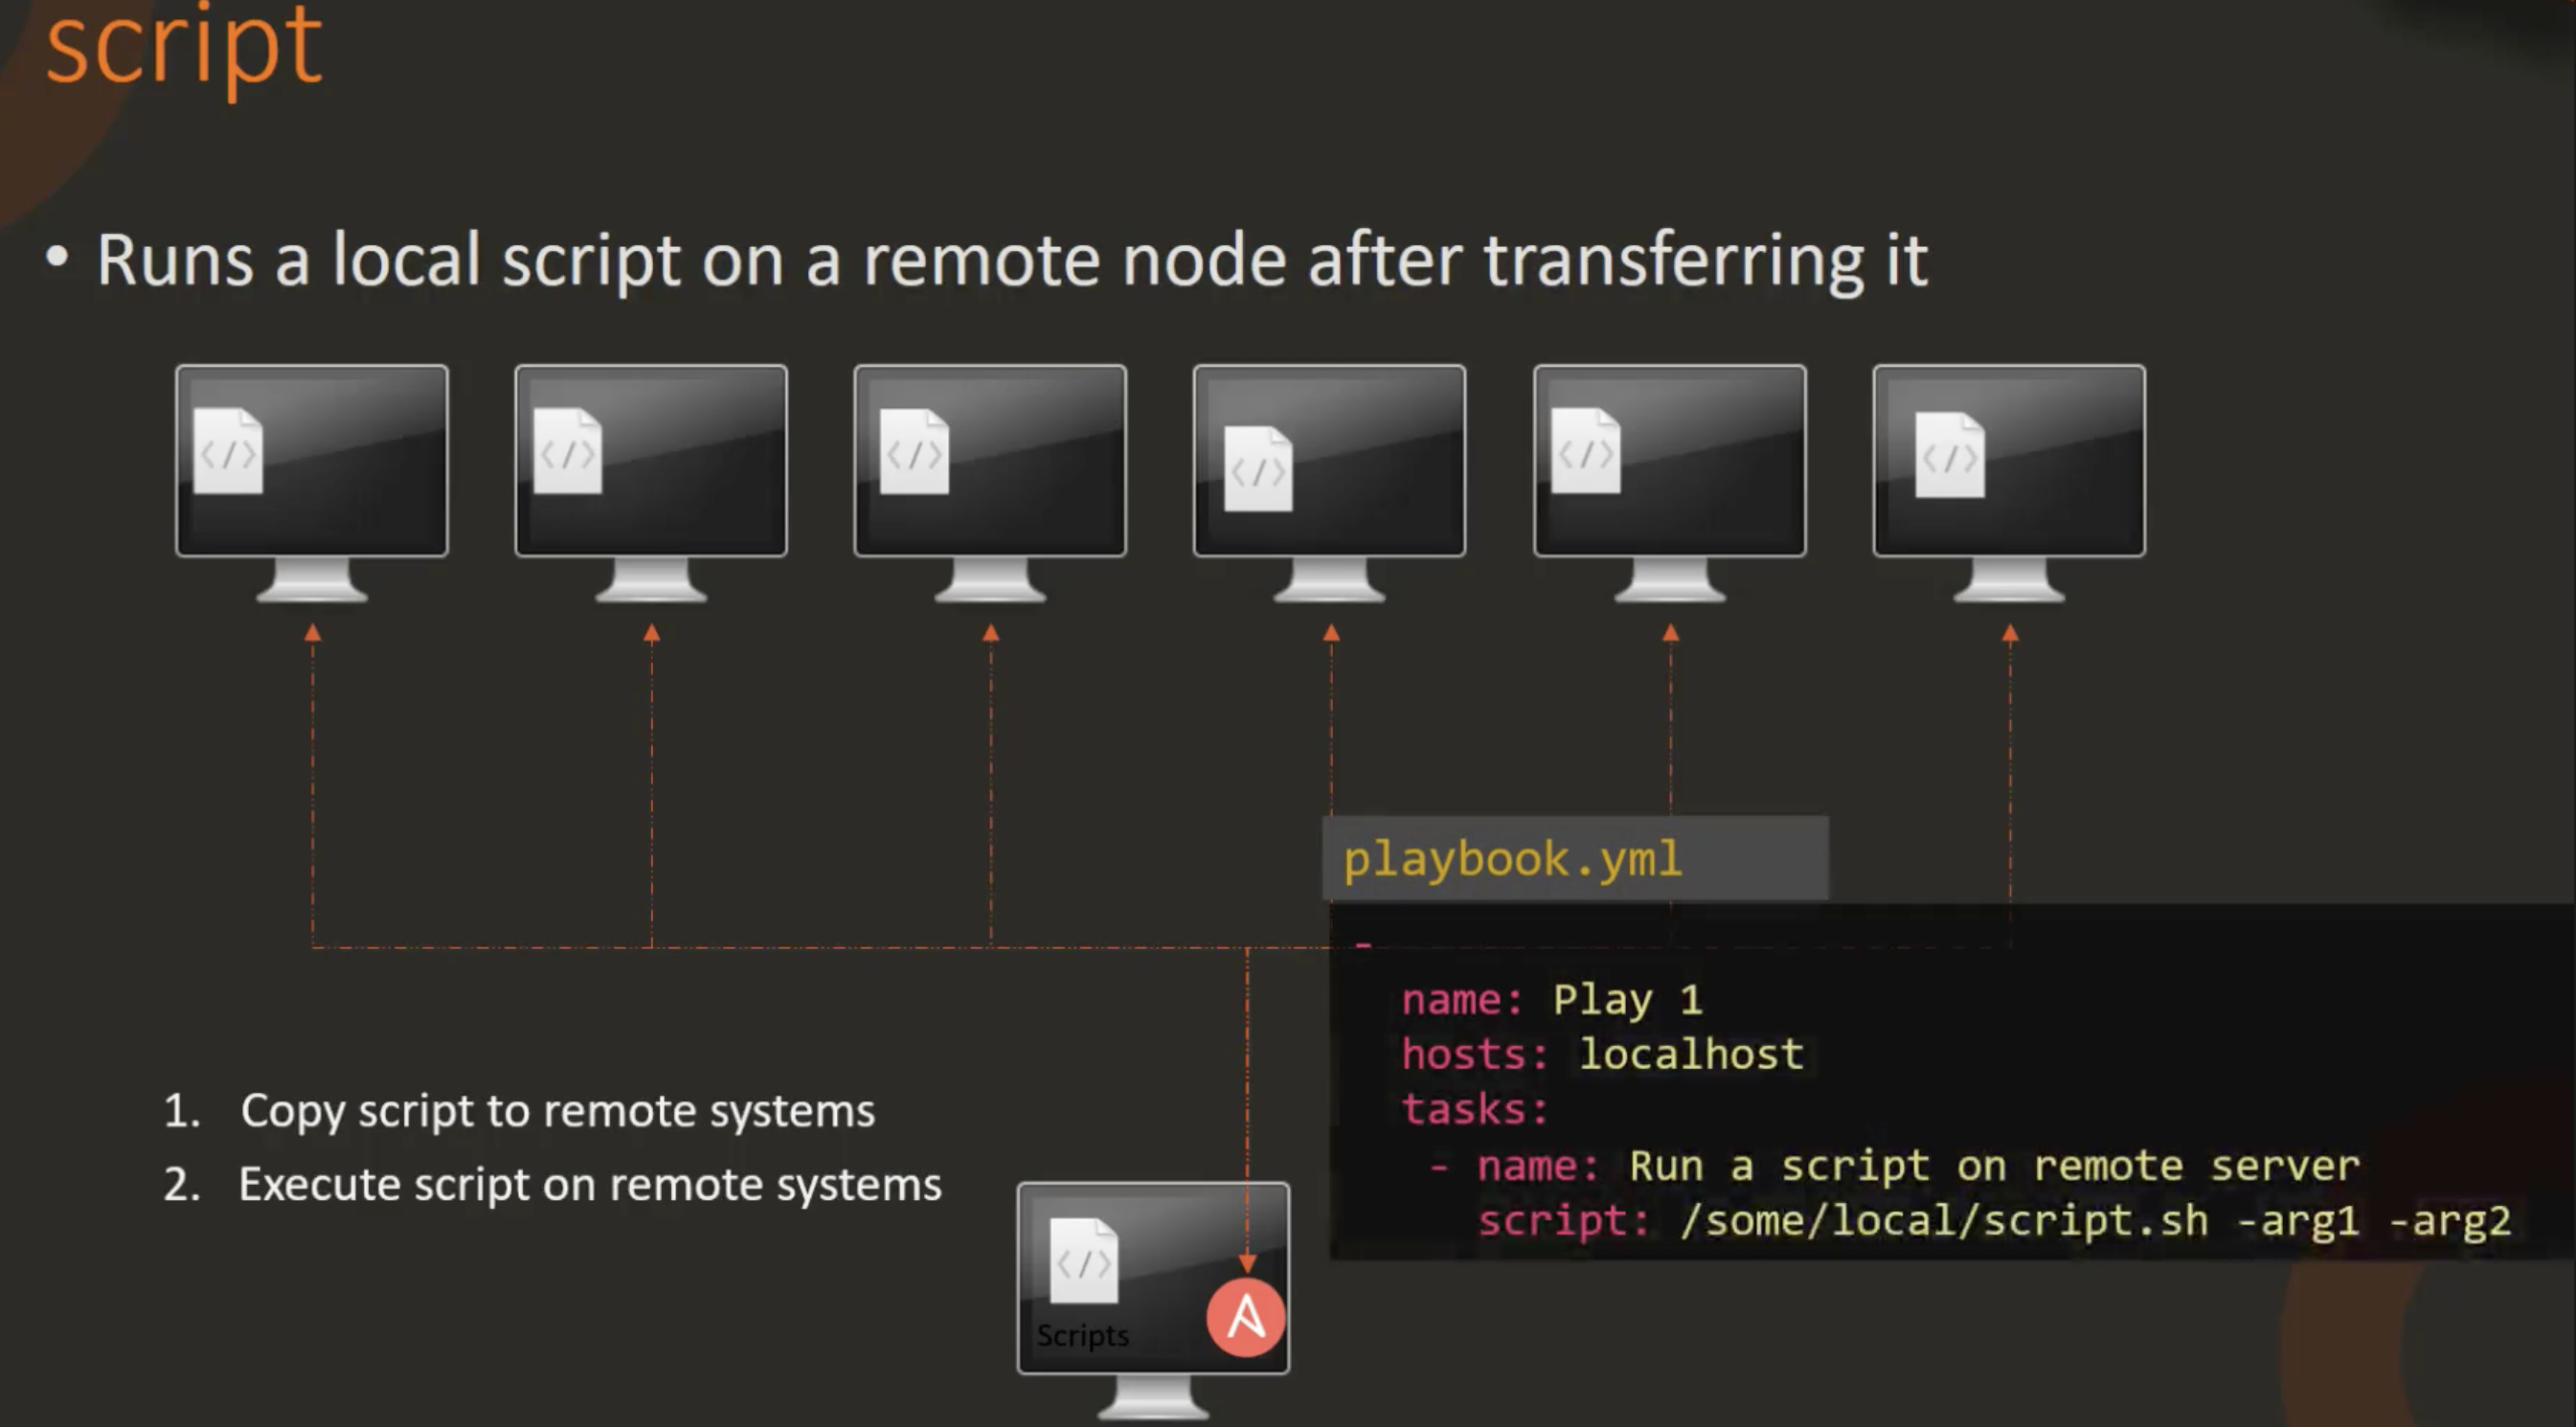 script
• Runs a local script on a remote node after transferring it
</>
</>
</>
</>
</>
</>
playbook.yml
-
name: Play 1
hosts: localhost
tasks:
- name: Run a script on remote server
script: /some/local/script.sh -arg1 -arg2
1. Copy script to remote systems
2. Execute script on remote systems
</>
Scripts